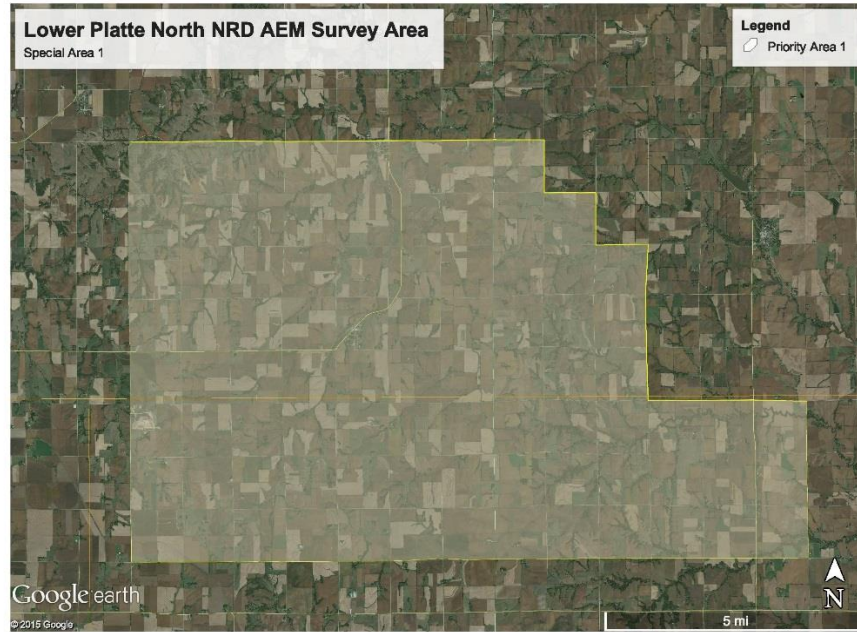 Lower Platte North NRD AEM Survey Area
Special Area 1
Legend
Priority Area 1
Google earth
© 2015 Google
N
5 mi